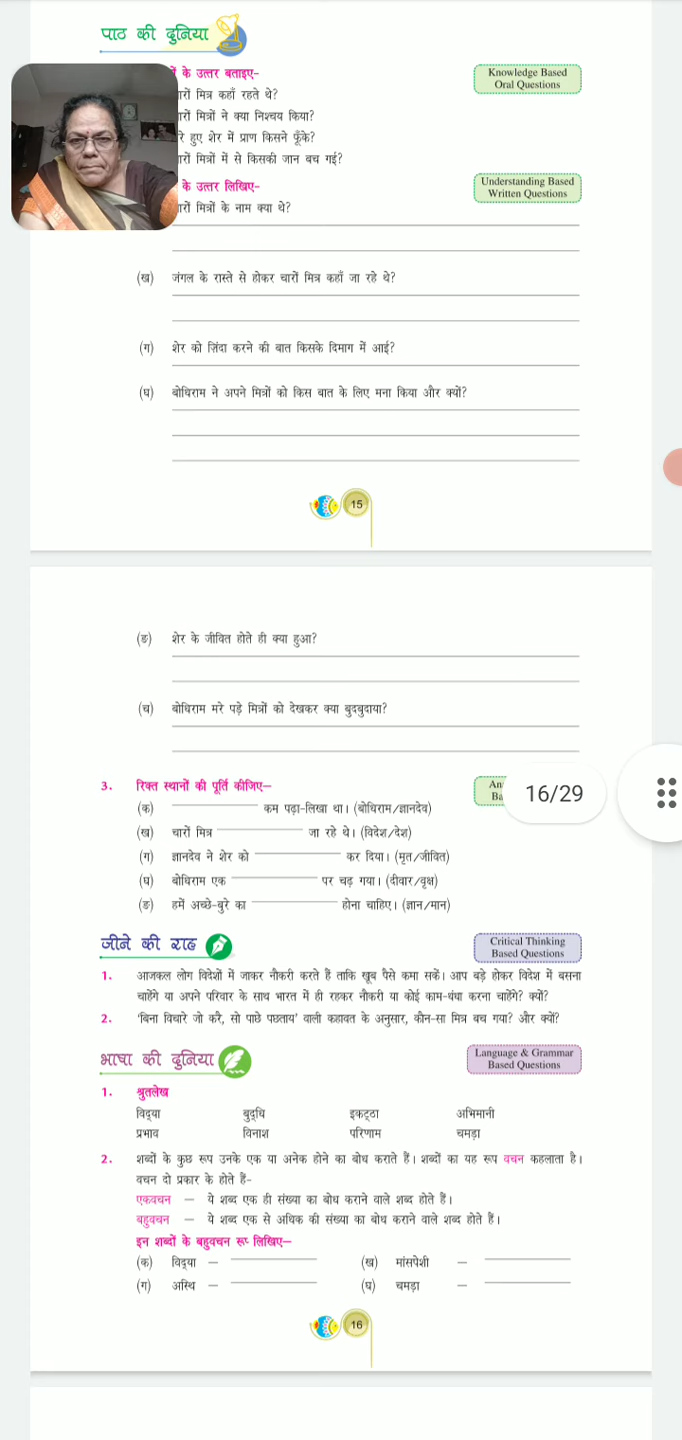 पाठ की दुनिया
के उत्तर बताइए-
Knowledge Based
Oral Questions
मित्र कहाँ रहते थे?
मित्रों ने क्या निश्चय किया?
हुए शेर में प्राण किसने फूँके?
मित्रों में से किसकी जान बच गई?
के उत्तर लिखिए-
Understanding Based
Written Questions
मित्रों के नाम क्या थे?
(ख) जंगल के रास्ते से होकर चारों मित्र कहाँ जा रहे थे?
(ग) शेर को ज़िंदा करने की बात किसके दिमाग में आई?
(घ) बोधिराम ने अपने मित्रों को किस बात के लिए मना किया और क्यों?
15
(ङ) शेर के जीवित होते ही क्या हुआ?
(च) बोधिराम मरे पड़े मित्रों को देखकर क्या बुदबुदाया?
3. रिक्त स्थानों की पूर्ति कीजिए—
16/29
(क) कम पढ़ा-लिखा था। (बोधिराम/ज्ञानदेव)
(ख) चारों मित्र जा रहे थे। (विदेश/देश)
(ग) ज्ञानदेव ने शेर को कर दिया। (मृत/जीवित)
(घ) बोधिराम एक पर चढ़ गया। (दीवार/वृक्ष)
(ङ) हमें अच्छे-बुरे का होना चाहिए। (ज्ञान/मान)
जीने की राह
Critical Thinking
Based Questions
1. आजकल लोग विदेशों में जाकर नौकरी करते हैं ताकि खूब पैसे कमा सकें। आप बड़े होकर विदेश में बसना
चाहेंगे या अपने परिवार के साथ भारत में ही रहकर नौकरी या कोई काम-धंधा करना चाहेंगे? क्यों?
2. 'बिना विचारे जो करै, सो पाछे पछताय' वाली कहावत के अनुसार, कौन-सा मित्र बच गया? और क्यों?
भाषा की दुनिया
Language & Grammar
Based Questions
1. श्रुतलेख
विद्‌या बुद्‌धि इकट्‌ठा अभिमानी
प्रभाव विनाश परिणाम चमड़ा
2. शब्दों के कुछ रूप उनके एक या अनेक होने का बोध कराते हैं। शब्दों का यह रूप वचन कहलाता है।
वचन दो प्रकार के होते हैं-
एकवचन — ये शब्द एक ही संख्या का बोध कराने वाले शब्द होते हैं।
बहुवचन — ये शब्द एक से अधिक की संख्या का बोध कराने वाले शब्द होते हैं।
इन शब्दों के बहुवचन रूप लिखिए—
(क) विद्‌या — (ख) मांसपेशी —
(ग) अस्थि — (घ) चमड़ा —
16